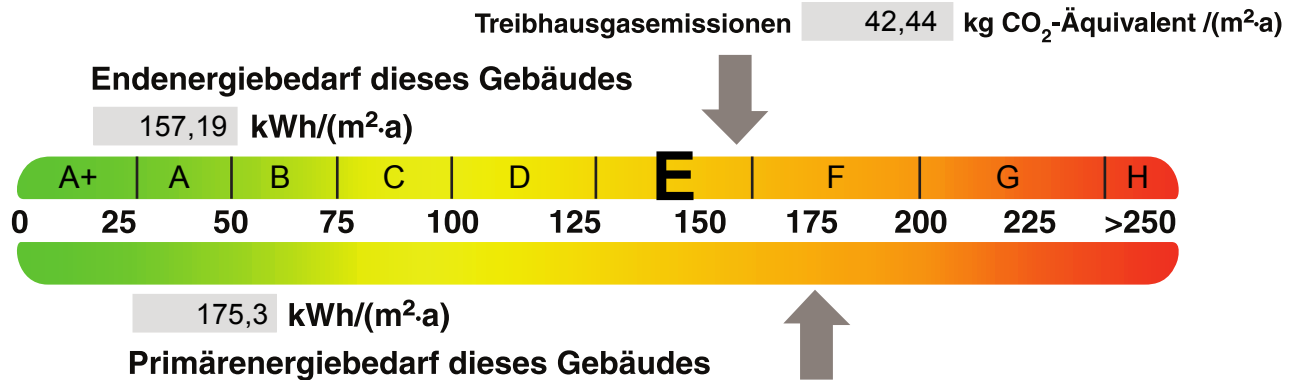 Treibhausgasemissionen 42,44 kg CO₂-Äquivalent /(m²·a)
Endenergiebedarf dieses Gebäudes
157,19 kWh/(m²·a)
A+ A B C D E F G H
0 25 50 75 100 125 150 175 200 225 >250
175,3 kWh/(m²·a)
Primärenergiebedarf dieses Gebäudes